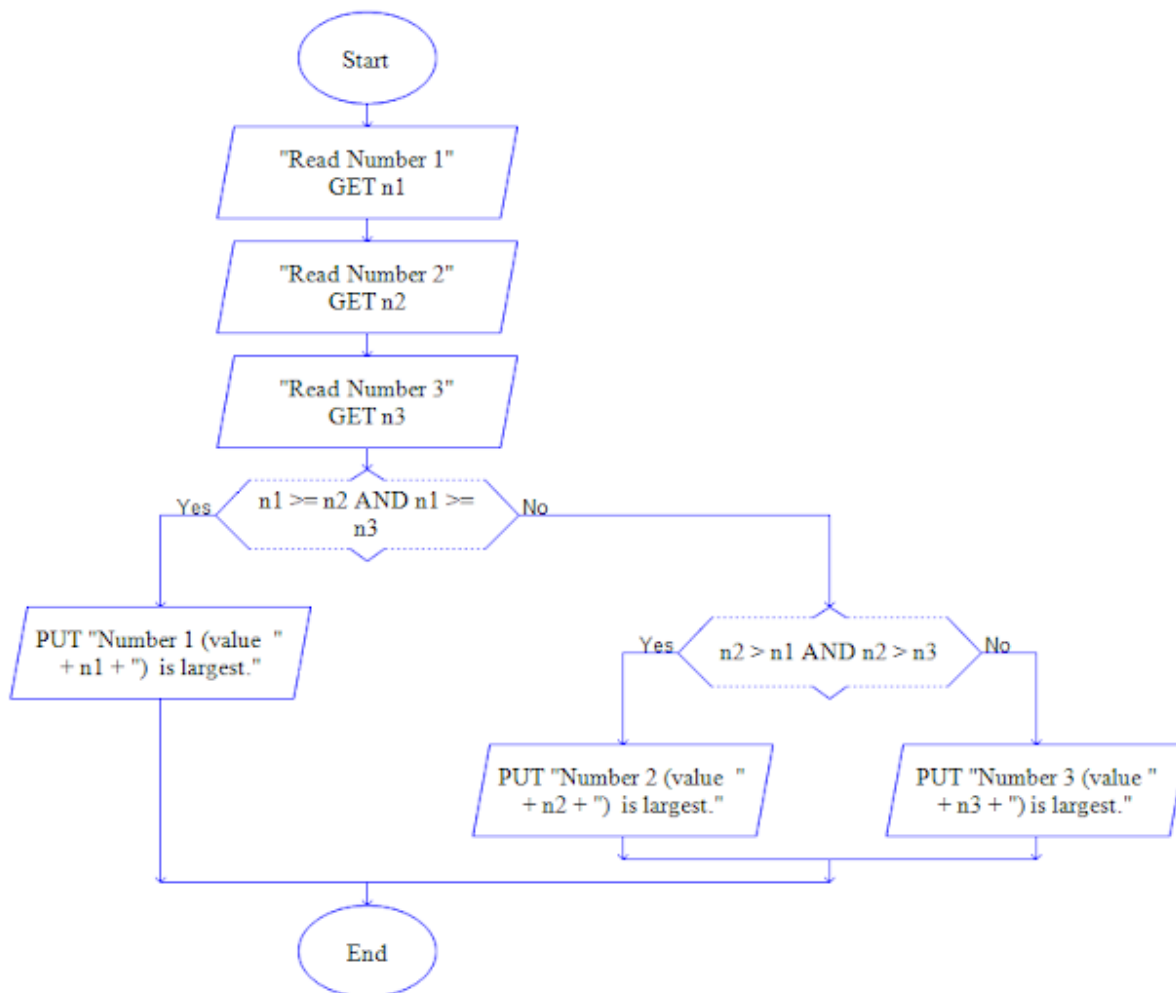 Start
"Read Number 1"
GET n1
"Read Number 2"
GET n2
"Read Number 3"
GET n3
Yes
n1 >= n2 AND n1 >=
n3
No
PUT "Number 1 (value  "
+ n1 + ")  is largest."
Yes
n2 > n1 AND n2 > n3
No
PUT "Number 2 (value  "
+ n2 + ")  is largest."
PUT "Number 3 (value "
+ n3 + ") is largest."
End